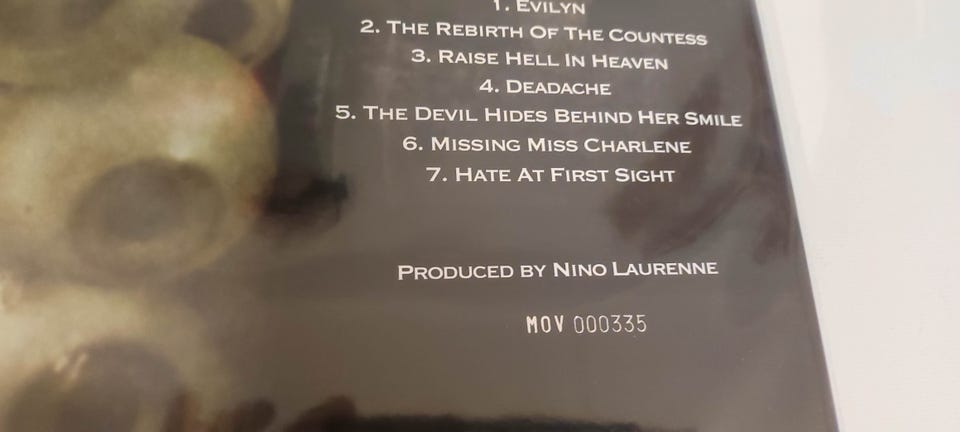 1. EVILYN
2. THE REBIRTH OF THE COUNTESS
3. RAISE HELL IN HEAVEN
4. DEADACHE
5. THE DEVIL HIDES BEHIND HER SMILE
6. MISSING MISS CHARLENE
7. HATE AT FIRST SIGHT
PRODUCED BY NINO LAURENNE
MOV 000335